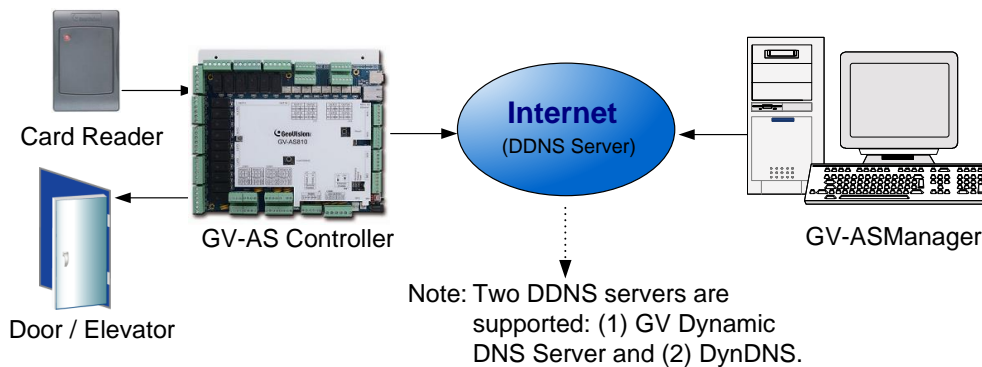 Card Reader
GeoVision
GV-AS810
Internet
(DDNS Server)
GV-AS Controller
GV-ASManager
Door / Elevator
Note: Two DDNS servers are
supported: (1) GV Dynamic
DNS Server and (2) DynDNS.